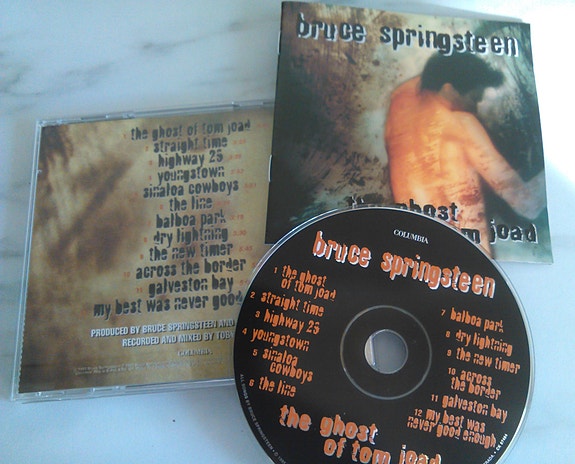 bruce springsteen
the ghost
tom joad
the ghost of tom joad
straight time
highway 29
youngstown
sinaloa cowboys
the line
balboa park
dry lightning
the new timer
across the border
galveston bay
my best was never good
PRODUCED BY BRUCE SPRINGSTEEN AND
RECORDED AND MIXED BY TOBY
COLUMBIA
COLUMBIA
bruce springsteen
1 the ghost
of tom joad
2 straight time
3 highway 29
4 youngstown
5 sinaloa
cowboys
6 the line
7 balboa park
8 dry lightning
9 the new timer
10 across
the border
11 galveston bay
12 my best was
never good enough
the ghost
of tom joad